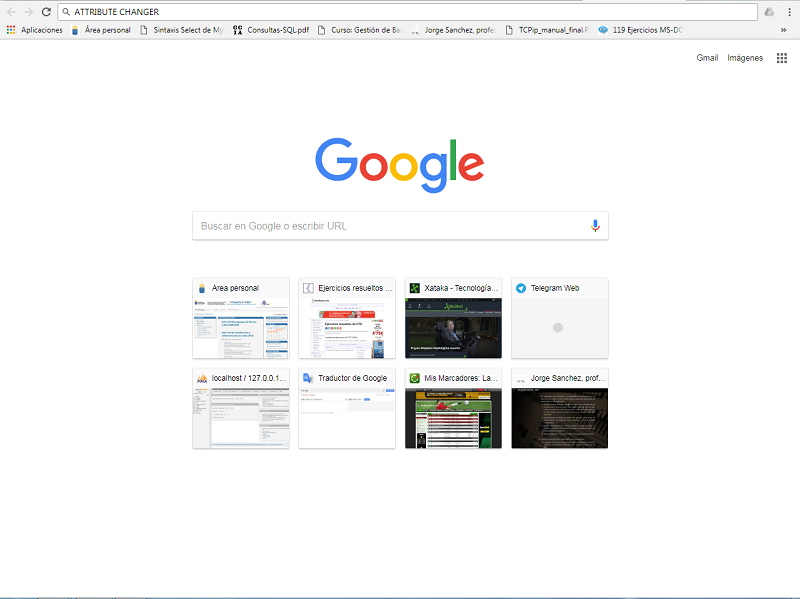 ATTRIBUTE CHANGER
Aplicaciones Área personal Sintaxis Select de My Consultas-SQL.pdf Curso: Gestión de Ba Jorge Sanchez, profe TCPip_manual_final.P 119 Ejercicios MS-DO »
Gmail Imágenes
Google
Buscar en Google o escribir URL
Área personal Ejercicios resueltos ... Xataka - Tecnología... Telegram Web
localhost / 127.0.0.1... Traductor de Google Mis Marcadores: La... Jorge Sanchez, prof...